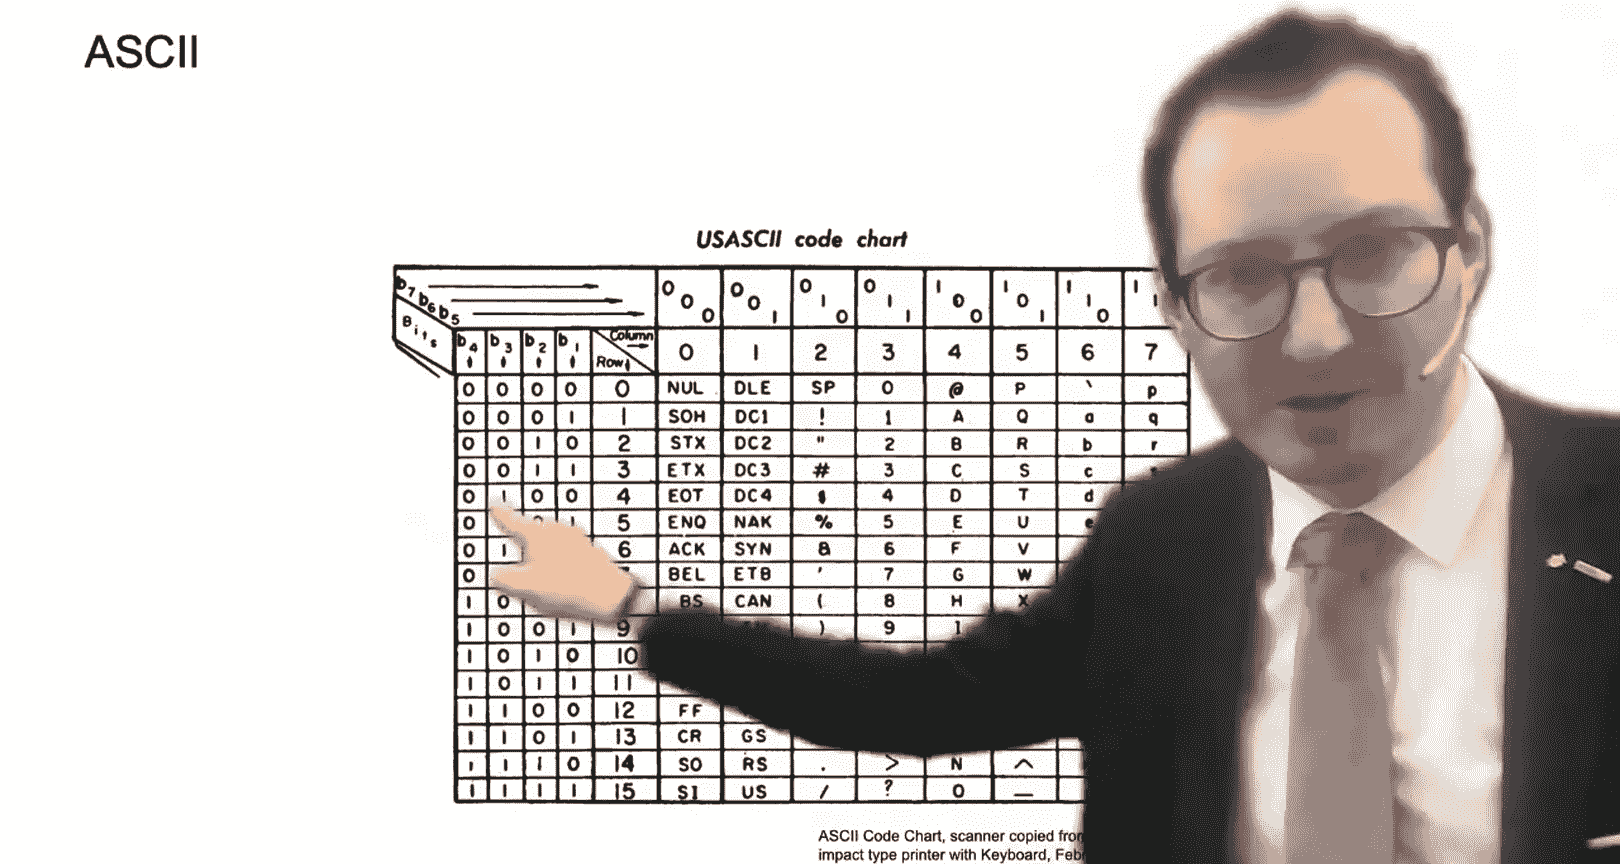 ASCII
USASCII code chart
b7 b6 b5 0 0 0 0 0 1 0 1 0 0 1 1 1 0 0 1 0 1 1 1 0 1 1
Bits b4 b3 b2 b1 Column Row 0 1 2 3 4 5 6 7
0 0 0 0 0 NUL DLE SP 0 @ P ` p
0 0 0 1 1 SOH DC1 ! 1 A Q a q
0 0 1 0 2 STX DC2 " 2 B R b r
0 0 1 1 3 ETX DC3 # 3 C S c
0 1 0 0 4 EOT DC4 $ 4 D T d
0 0 1 5 ENQ NAK % 5 E U e
0 1 6 ACK SYN & 6 F V
0 BEL ETB ' 7 G W
1 0 BS CAN ( 8 H X
1 0 0 1 9 ) 9 I
1 0 1 0 10
1 0 1 1 11
1 1 0 0 12 FF
1 1 0 1 13 CR GS
1 1 1 0 14 SO RS . > N ^
1 1 1 1 15 SI US / ? O _
ASCII Code Chart, scanner copied from
impact type printer with Keyboard,